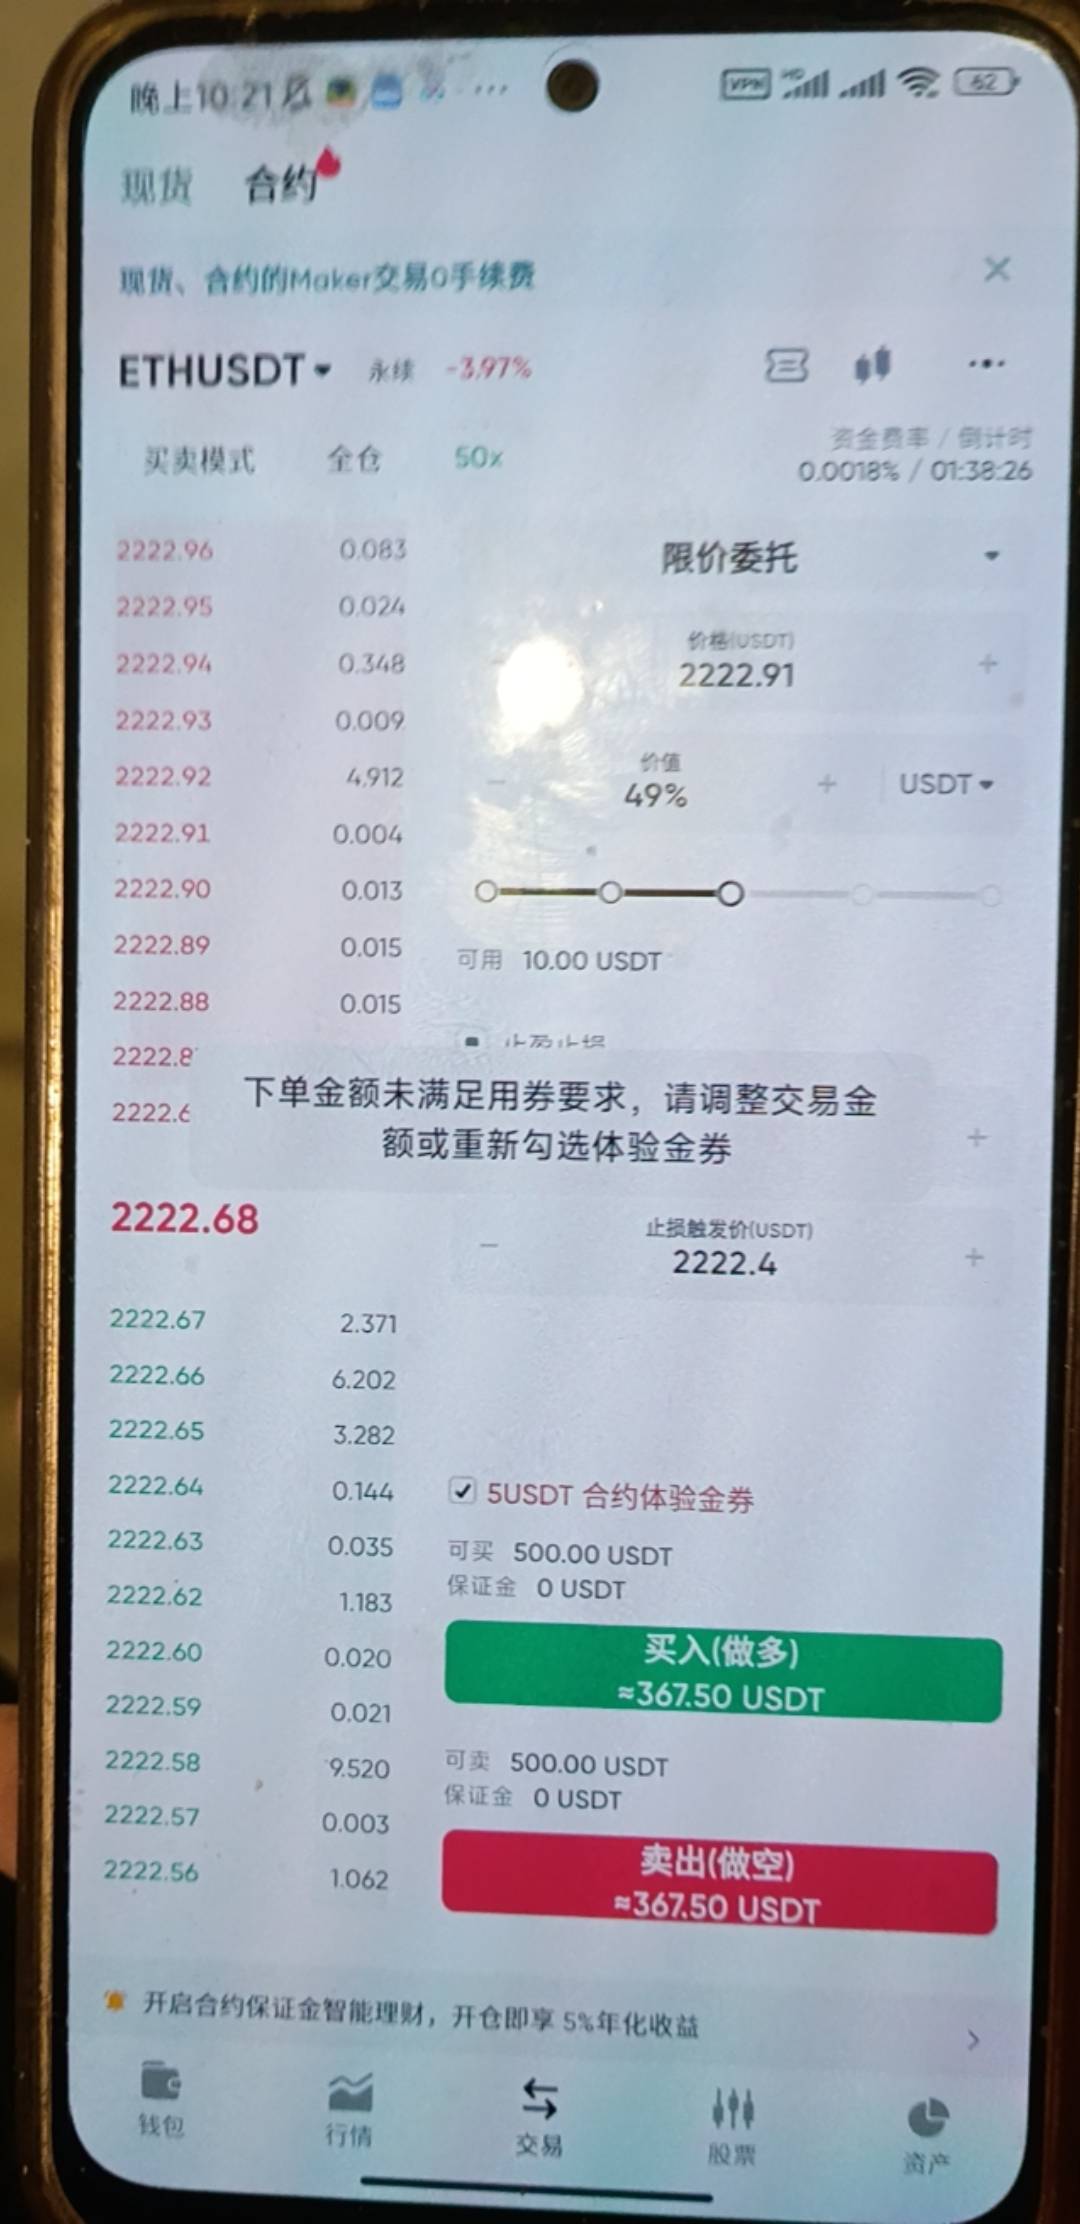 晚上10:21
VPN HD 62
现货 合约
现货、合约的Maker交易0手续费
ETHUSDT 永续 -3.97%
买卖模式 全仓 50x
资金费率 / 倒计时
0.0018% / 01:38:26
2222.96 0.083
限价委托
2222.95 0.024
价格(USDT)
2222.94 0.348
2222.91
2222.93 0.009
2222.92 4.912
价值
49%
USDT
2222.91 0.004
2222.90 0.013
2222.89 0.015
可用 10.00 USDT
2222.88 0.015
2222.8
2222.6
下单金额未满足用券要求，请调整交易金
额或重新勾选体验金券
2222.68
止损触发价(USDT)
2222.4
2222.67 2.371
2222.66 6.202
2222.65 3.282
2222.64 0.144
5USDT 合约体验金券
2222.63 0.035
可买 500.00 USDT
2222.62 1.183
保证金 0 USDT
2222.60 0.020
买入(做多)
≈367.50 USDT
2222.59 0.021
2222.58 9.520
可卖 500.00 USDT
保证金 0 USDT
2222.57 0.003
2222.56 1.062
卖出(做空)
≈367.50 USDT
开启合约保证金智能理财，开仓即享 5%年化收益
钱包 行情 交易 股票 资产